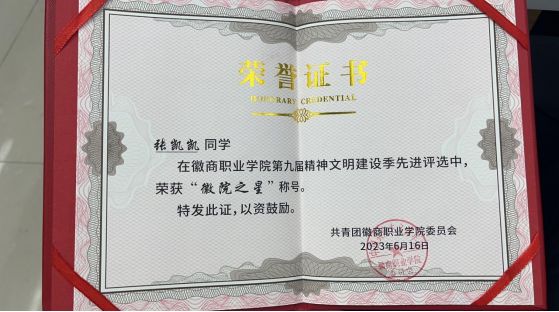 荣誉证书
HONORARY CREDENTIAL
张凯凯 同学
在徽商职业学院第九届精神文明建设季先进评选中，
荣获“徽院之星”称号。
特发此证，以资鼓励。
共青团徽商职业学院委员会
2023年6月16日